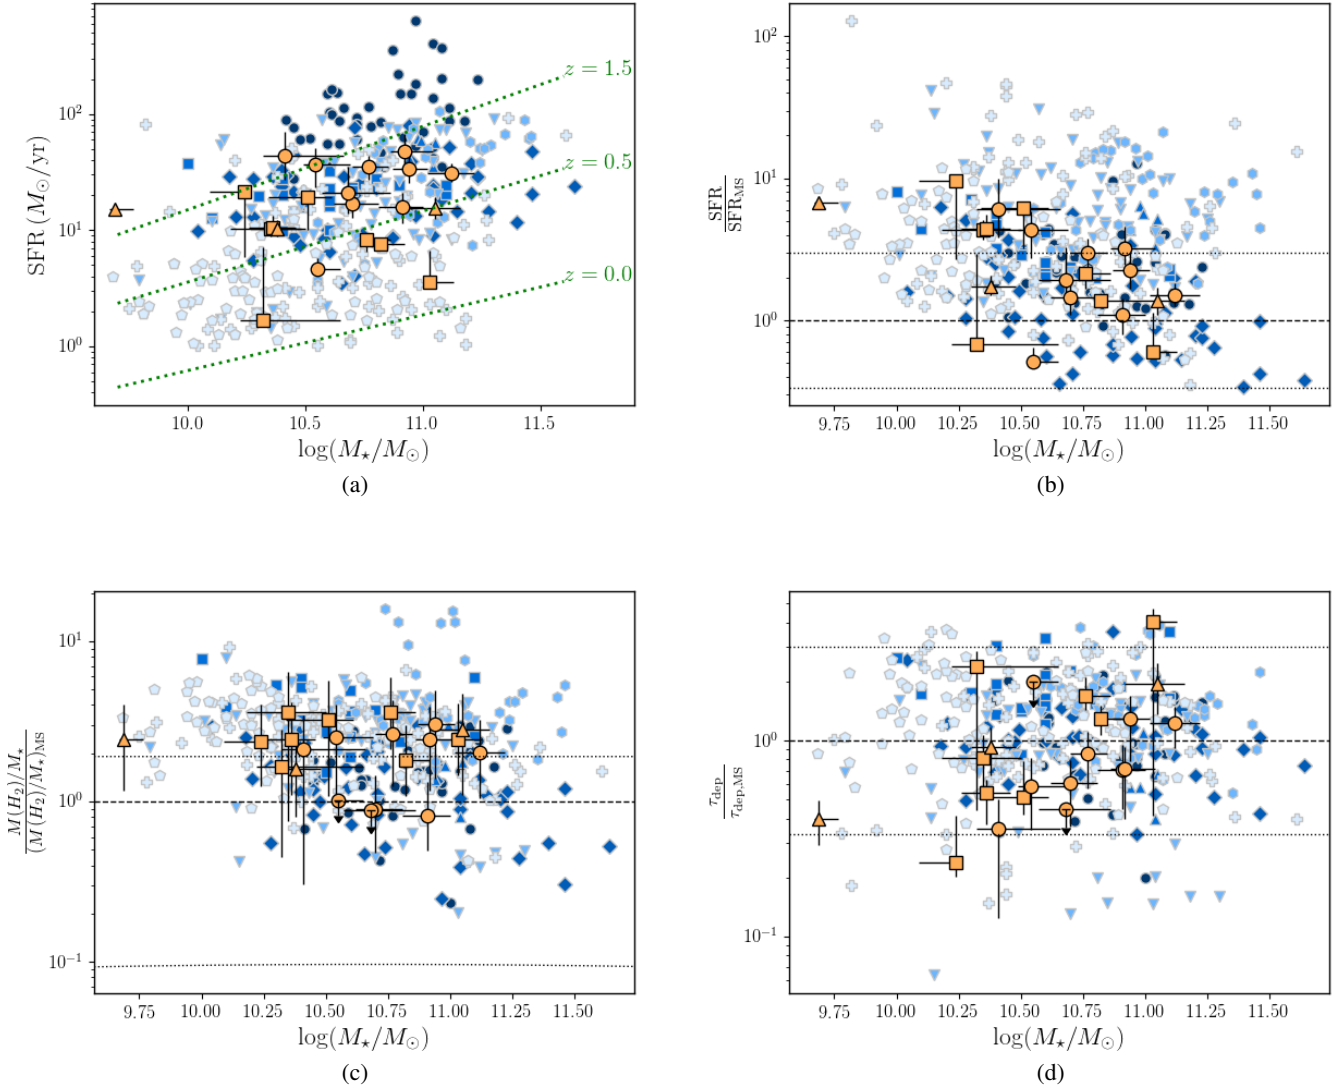 SFR (M⊙/yr)
10²
10¹
10⁰
z = 1.5
z = 0.5
z = 0.0
10.0 10.5 11.0 11.5
log(M⋆/M⊙)
(a)
SFR
SFR_MS
10²
10¹
10⁰
9.75 10.00 10.25 10.50 10.75 11.00 11.25 11.50
log(M⋆/M⊙)
(b)
M(H₂)/M⋆
(M(H₂)/M⋆)_MS
10¹
10⁰
10⁻¹
9.75 10.00 10.25 10.50 10.75 11.00 11.25 11.50
log(M⋆/M⊙)
(c)
τ_dep
τ_dep,MS
10⁰
10⁻¹
9.75 10.00 10.25 10.50 10.75 11.00 11.25 11.50
log(M⋆/M⊙)
(d)